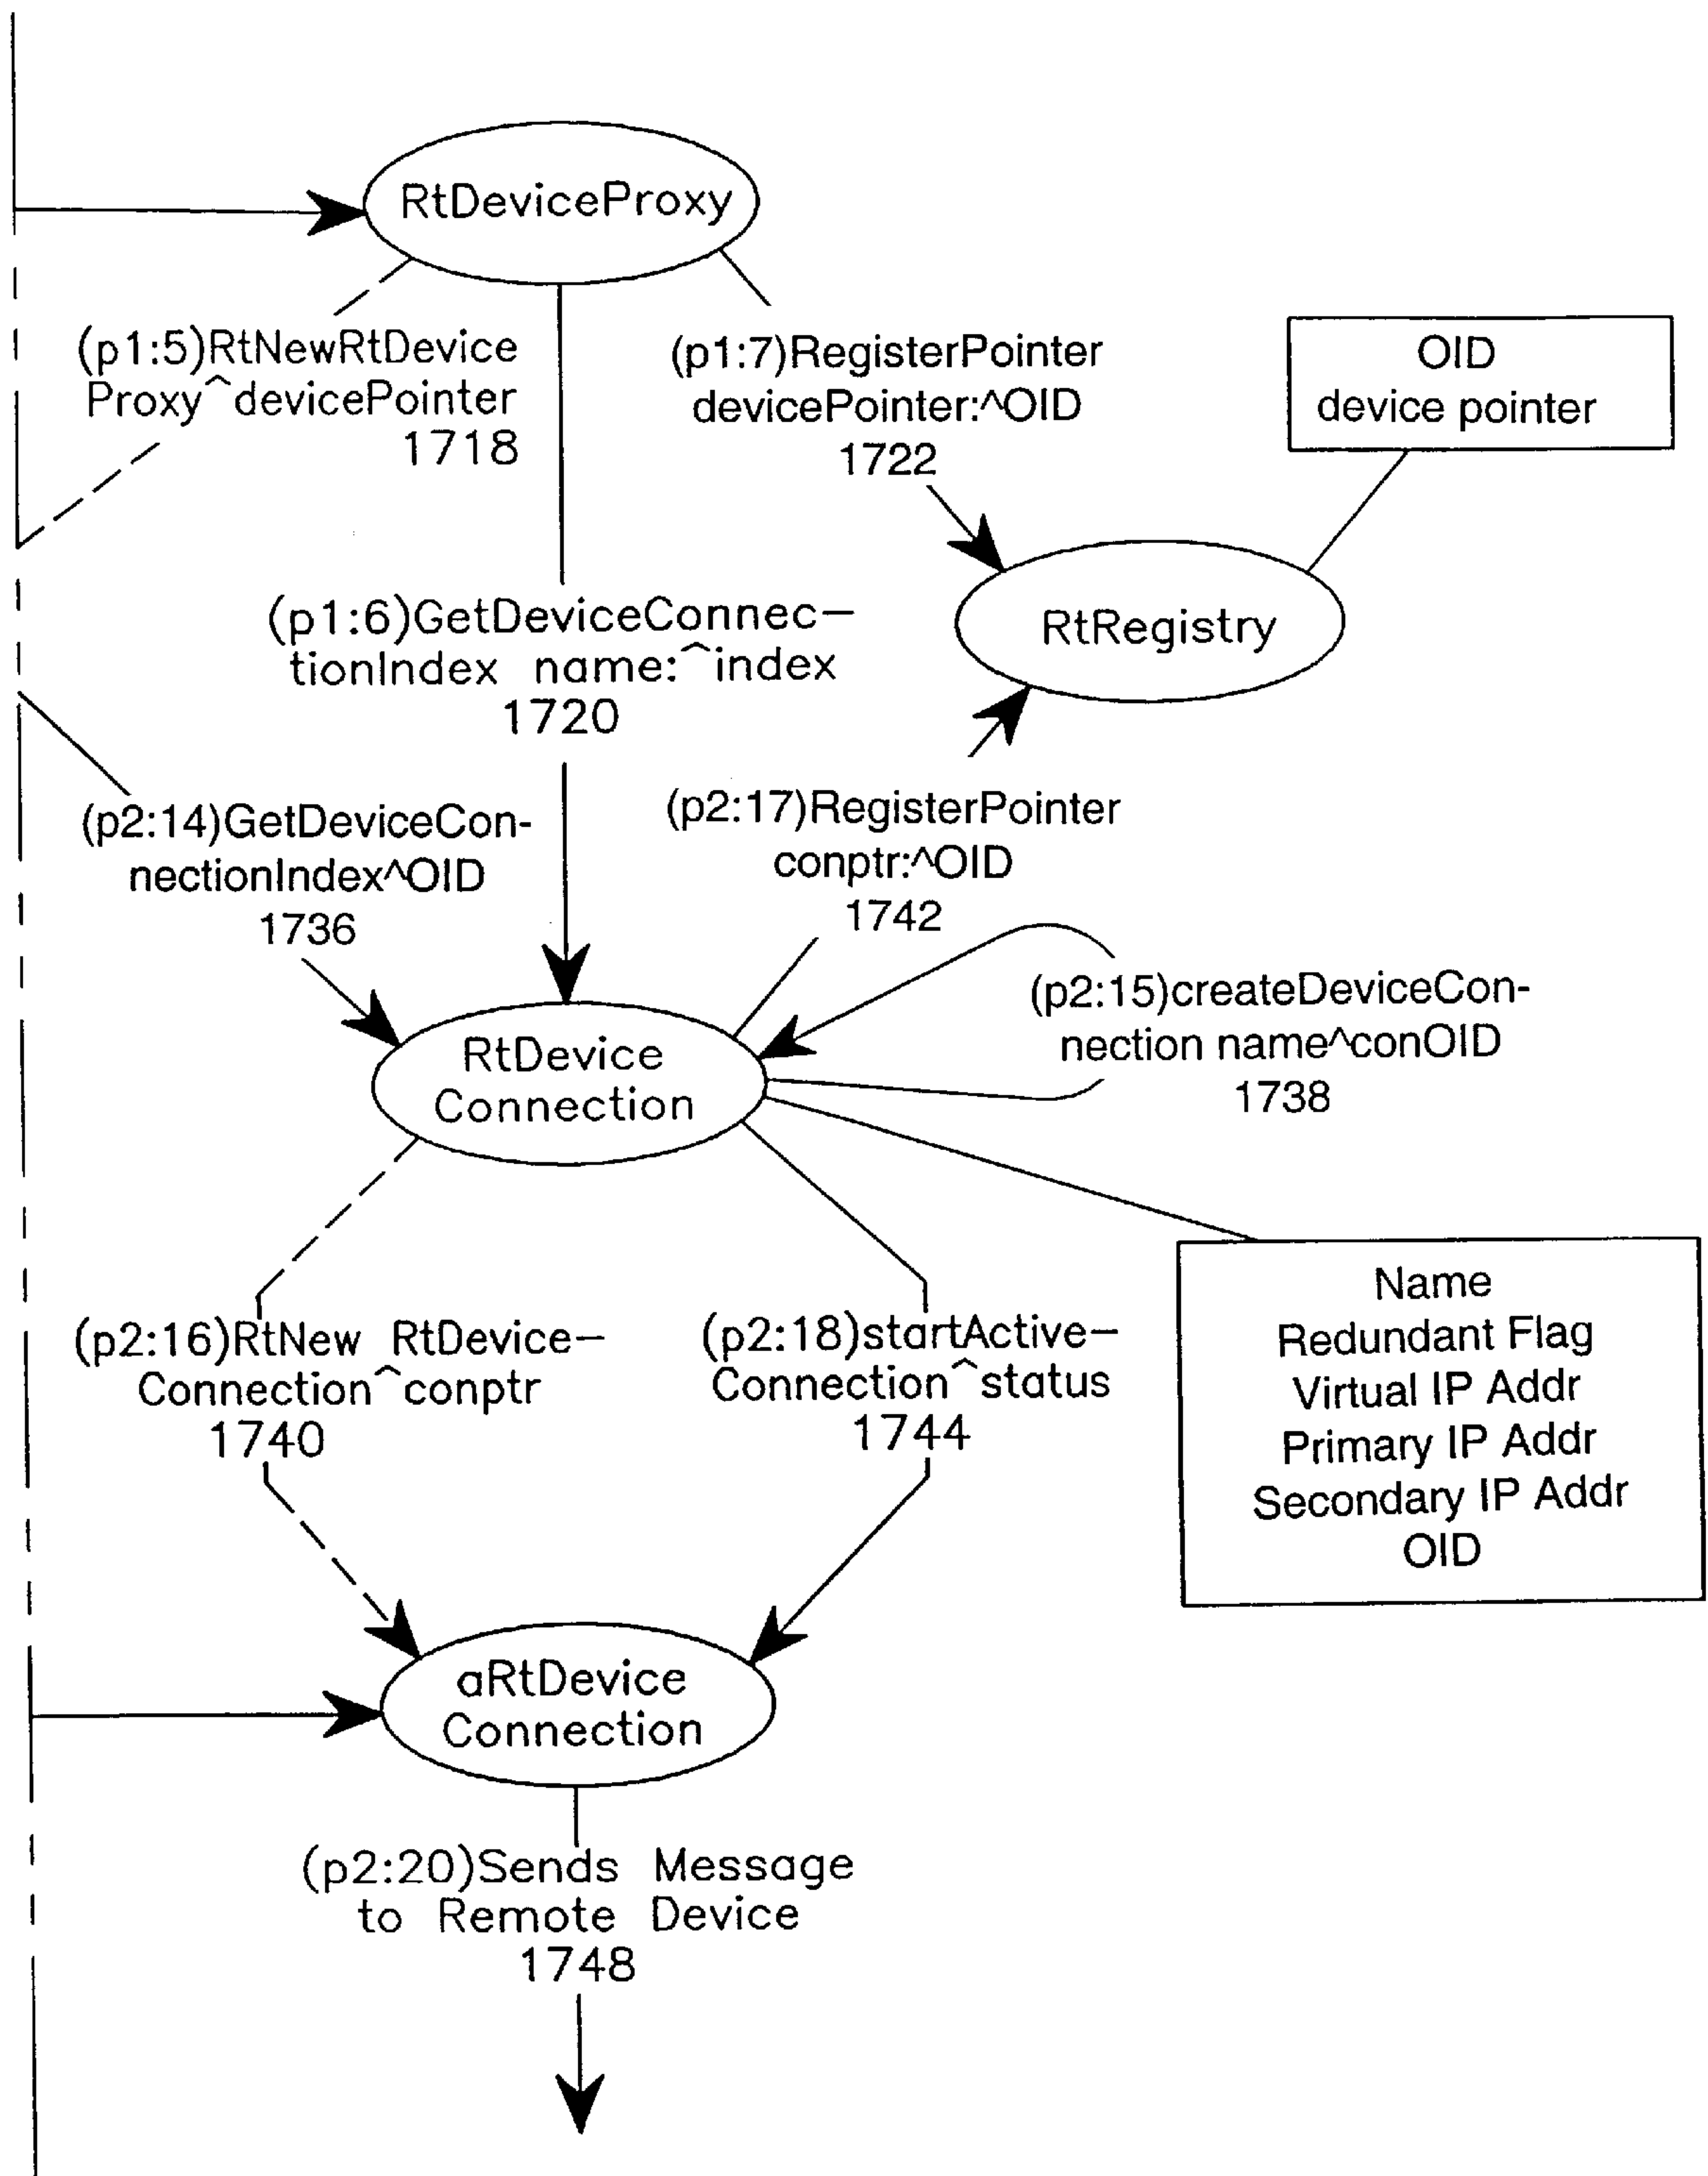 RtDeviceProxy
(p1:5)RtNewRtDevice
Proxy^devicePointer
1718
(p1:7)RegisterPointer
devicePointer:^OID
1722
OID
device pointer
(p1:6)GetDeviceConnec-
tionIndex name:^index
1720
RtRegistry
(p2:14)GetDeviceCon-
nectionIndex^OID
1736
(p2:17)RegisterPointer
conptr:^OID
1742
(p2:15)createDeviceCon-
nection name^conOID
1738
RtDevice
Connection
(p2:16)RtNew RtDevice-
Connection^conptr
1740
(p2:18)startActive-
Connection^status
1744
Name
Redundant Flag
Virtual IP Addr
Primary IP Addr
Secondary IP Addr
OID
aRtDevice
Connection
(p2:20)Sends Message
to Remote Device
1748